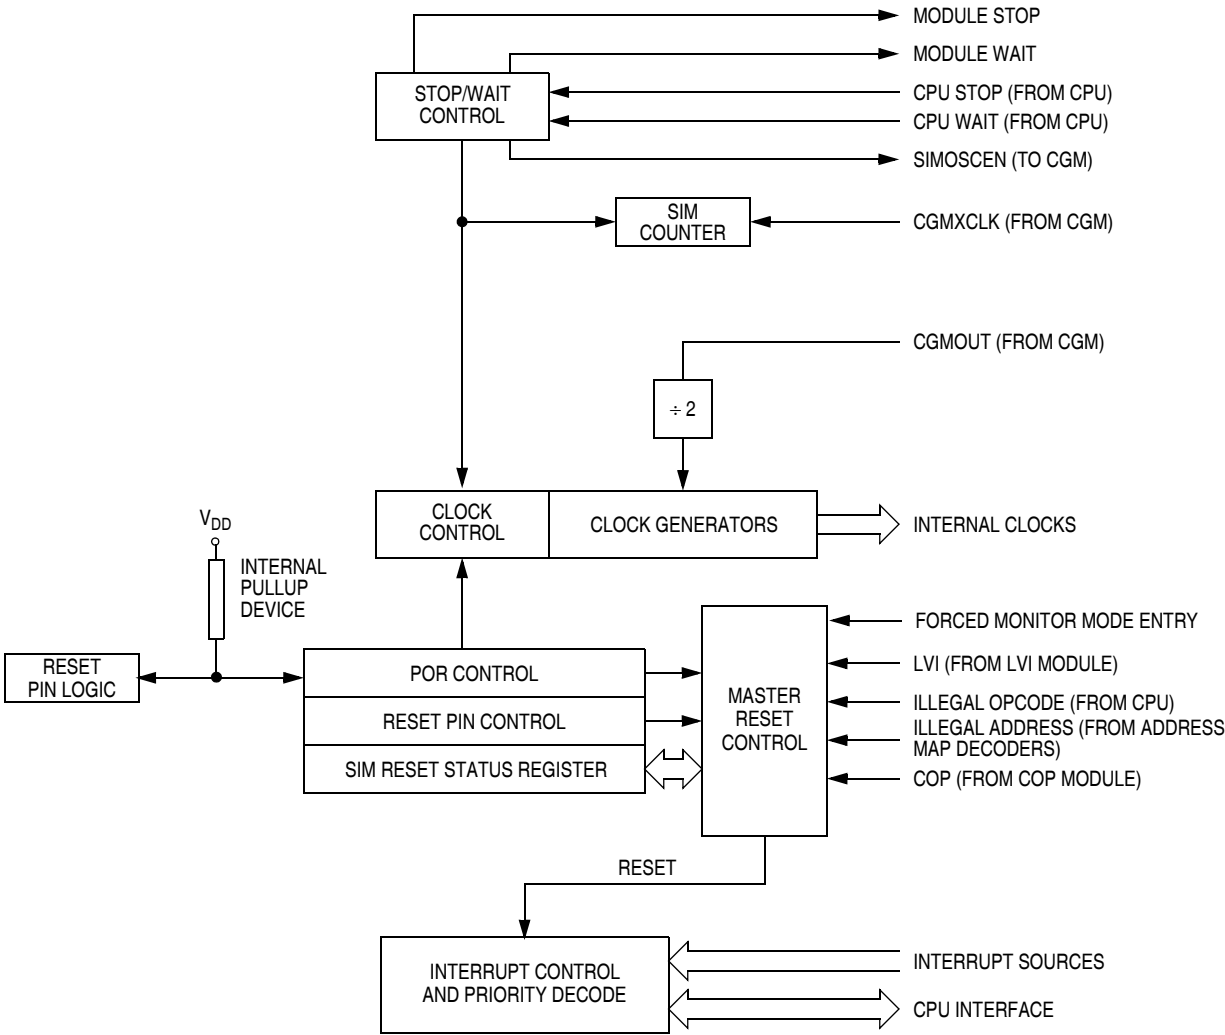 MODULE STOP
MODULE WAIT
STOP/WAIT
CONTROL
CPU STOP (FROM CPU)
CPU WAIT (FROM CPU)
SIMOSCEN (TO CGM)
SIM
COUNTER
CGMXCLK (FROM CGM)
CGMOUT (FROM CGM)
÷ 2
CLOCK
CONTROL
CLOCK GENERATORS
INTERNAL CLOCKS
VDD
INTERNAL
PULLUP
DEVICE
RESET
PIN LOGIC
POR CONTROL
RESET PIN CONTROL
SIM RESET STATUS REGISTER
MASTER
RESET
CONTROL
FORCED MONITOR MODE ENTRY
LVI (FROM LVI MODULE)
ILLEGAL OPCODE (FROM CPU)
ILLEGAL ADDRESS (FROM ADDRESS
MAP DECODERS)
COP (FROM COP MODULE)
RESET
INTERRUPT CONTROL
AND PRIORITY DECODE
INTERRUPT SOURCES
CPU INTERFACE